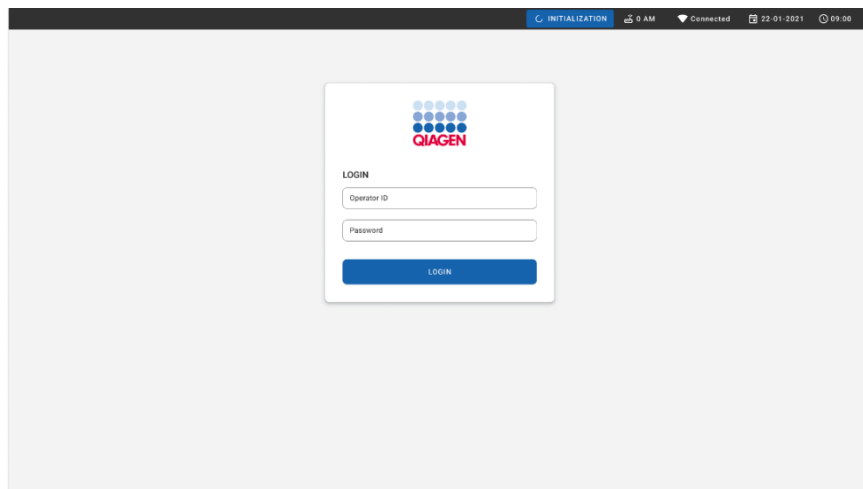 INITIALIZATION 0 AM Connected 22-01-2021 09:00
QIAGEN
LOGIN
Operator ID
Password
LOGIN